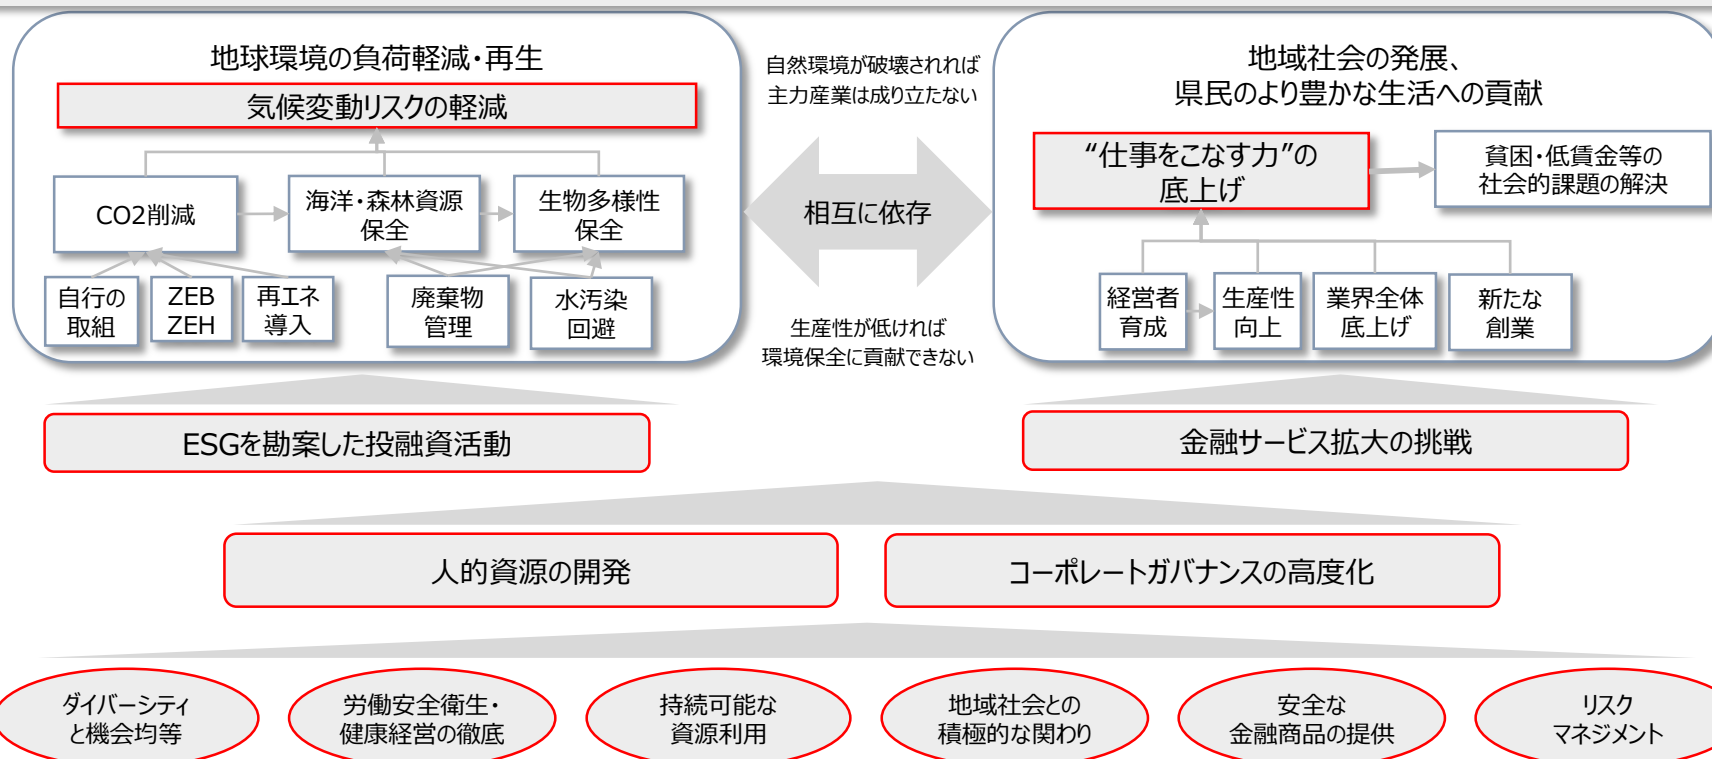 地球環境の負荷軽減・再生
気候変動リスクの軽減
CO2削減
海洋・森林資源
保全
生物多様性
保全
自行の
取組
ZEB
ZEH
再エネ
導入
廃棄物
管理
水汚染
回避
自然環境が破壊されれば
主力産業は成り立たない
相互に依存
生産性が低ければ
環境保全に貢献できない
地域社会の発展、
県民のより豊かな生活への貢献
“仕事をこなす力”の
底上げ
貧困・低賃金等の
社会的課題の解決
経営者
育成
生産性
向上
業界全体
底上げ
新たな
創業
ESGを勘案した投融資活動
金融サービス拡大の挑戦
人的資源の開発
コーポレートガバナンスの高度化
ダイバーシティ
と機会均等
労働安全衛生・
健康経営の徹底
持続可能な
資源利用
地域社会との
積極的な関わり
安全な
金融商品の提供
リスク
マネジメント